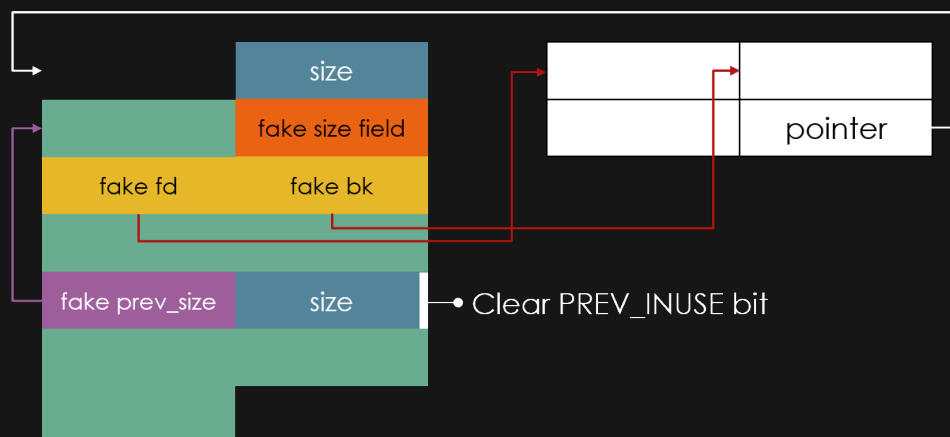 size
fake size field
pointer
fake fd
fake bk
fake prev_size
size
Clear PREV_INUSE bit